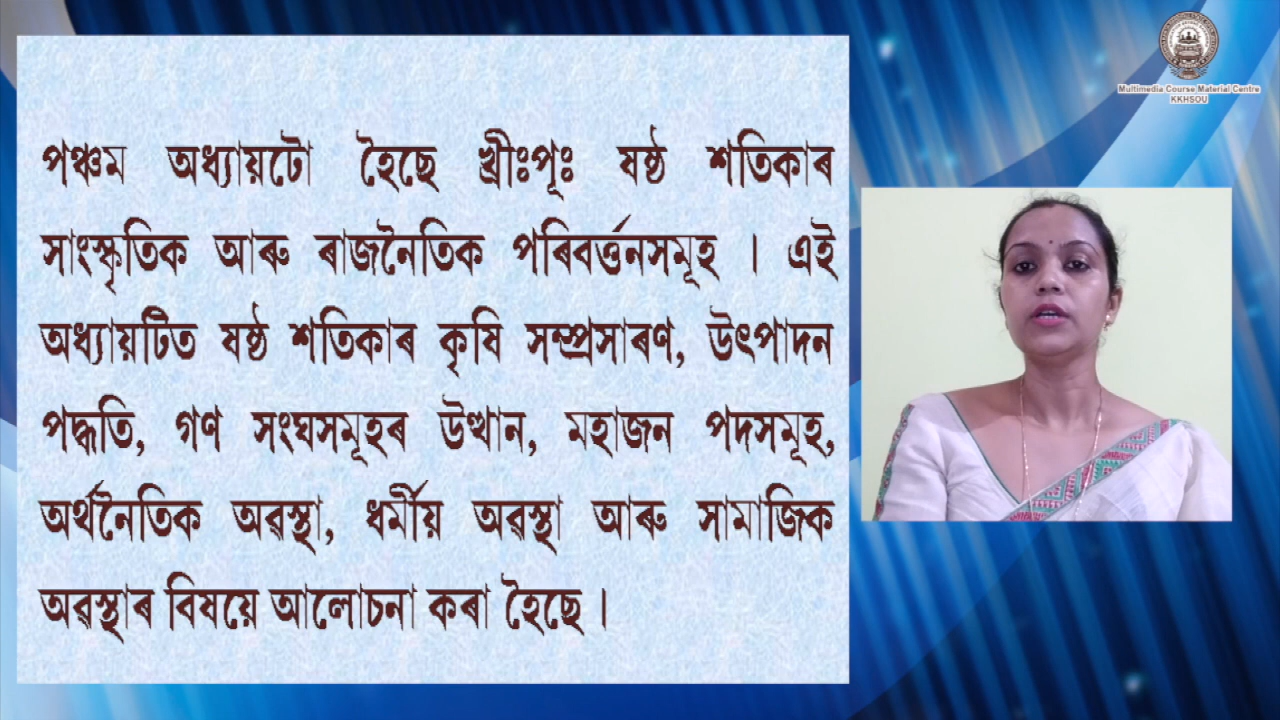 পঞ্চম অধ্যায়টো হৈছে খ্ৰীঃপূঃ ষষ্ঠ শতিকাৰ
সাংস্কৃতিক আৰু ৰাজনৈতিক পৰিবৰ্ত্তনসমূহ । এই
অধ্যায়টিত ষষ্ঠ শতিকাৰ কৃষি সম্প্ৰসাৰণ, উৎপাদন
পদ্ধতি, গণ সংঘসমূহৰ উত্থান, মহাজন পদসমূহ,
অৰ্থনৈতিক অৱস্থা, ধৰ্মীয় অৱস্থা আৰু সামাজিক
অৱস্থাৰ বিষয়ে আলোচনা কৰা হৈছে ।
Multimedia Course Material Centre
KKHSOU